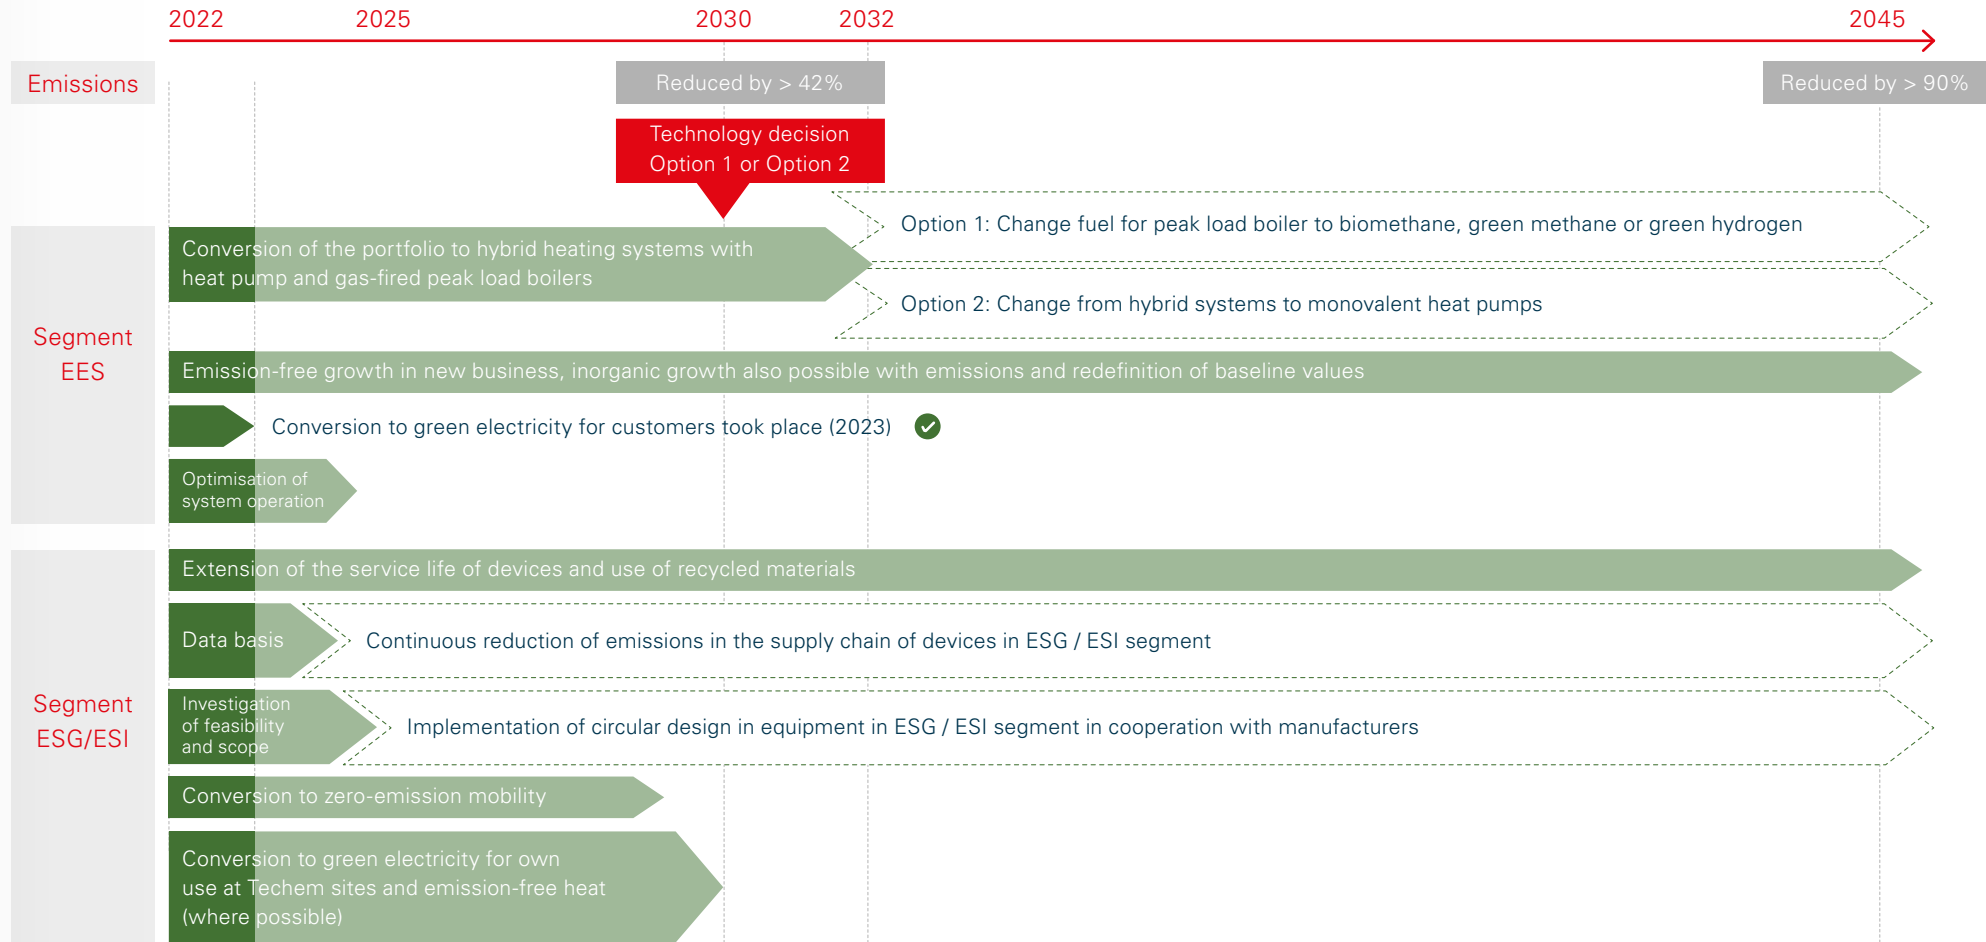 2022
2025
2030
2032
2045
Emissions
Reduced by > 42%
Reduced by > 90%
Technology decision
Option 1 or Option 2
Segment
EES
Conversion of the portfolio to hybrid heating systems with
heat pump and gas-fired peak load boilers
Option 1: Change fuel for peak load boiler to biomethane, green methane or green hydrogen
Option 2: Change from hybrid systems to monovalent heat pumps
Emission-free growth in new business, inorganic growth also possible with emissions and redefinition of baseline values
Conversion to green electricity for customers took place (2023)
Optimisation of
system operation
Segment
ESG/ESI
Extension of the service life of devices and use of recycled materials
Data basis
Continuous reduction of emissions in the supply chain of devices in ESG / ESI segment
Investigation
of feasibility
and scope
Implementation of circular design in equipment in ESG / ESI segment in cooperation with manufacturers
Conversion to zero-emission mobility
Conversion to green electricity for own
use at Techem sites and emission-free heat
(where possible)